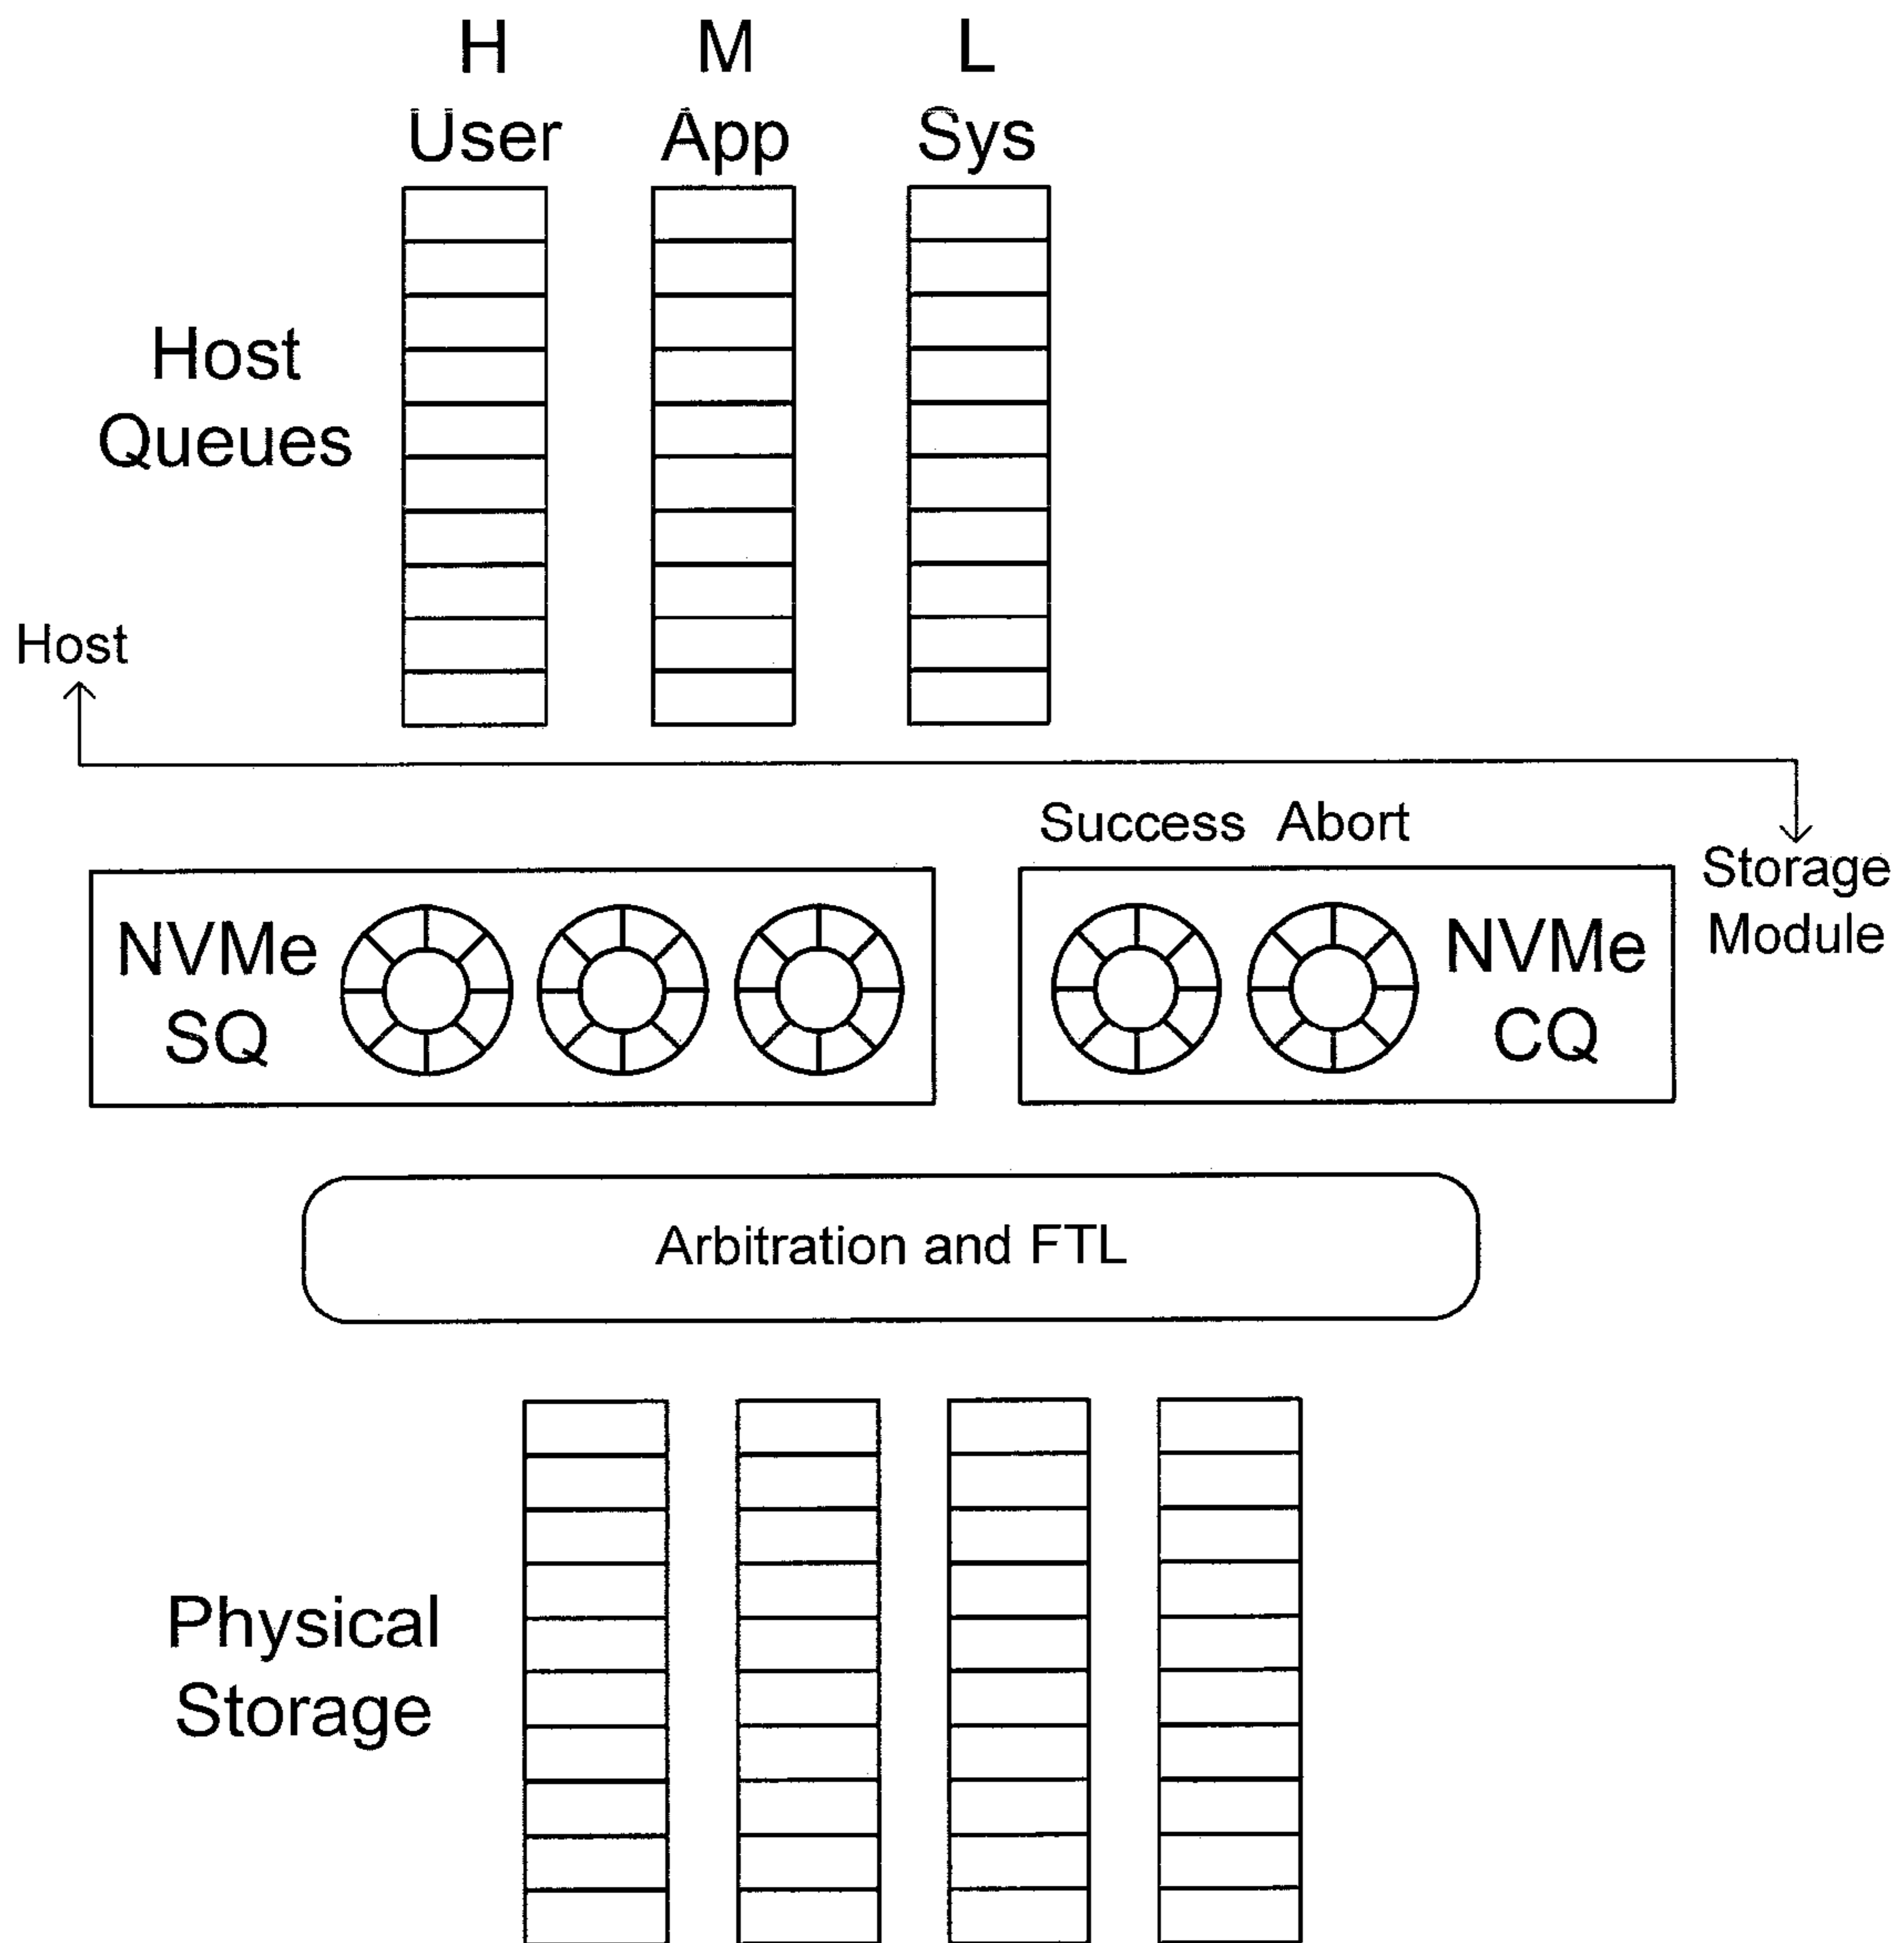 H M L
User App Sys
Host
Queues
Host
Success Abort
Storage
Module
NVMe
SQ
NVMe
CQ
Arbitration and FTL
Physical
Storage